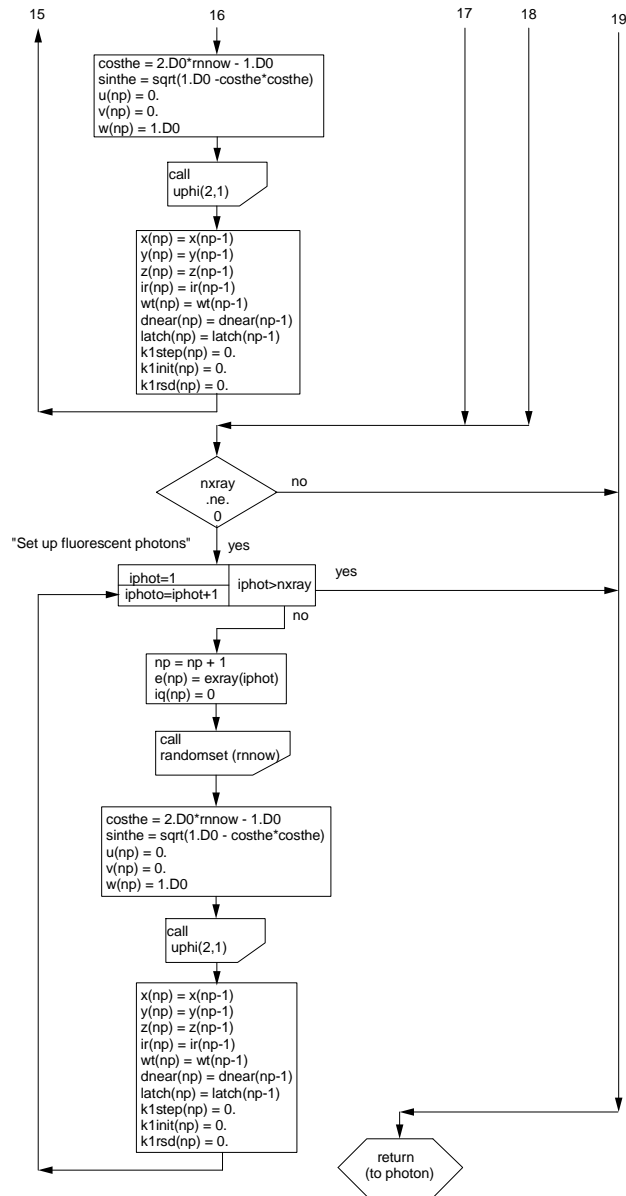 15
16
17
18
19
costhe = 2.D0*rnnow - 1.D0
sinthe = sqrt(1.D0 -costhe*costhe)
u(np) = 0.
v(np) = 0.
w(np) = 1.D0
call
uphi(2,1)
x(np) = x(np-1)
y(np) = y(np-1)
z(np) = z(np-1)
ir(np) = ir(np-1)
wt(np) = wt(np-1)
dnear(np) = dnear(np-1)
latch(np) = latch(np-1)
k1step(np) = 0.
k1init(np) = 0.
k1rsd(np) = 0.
nxray
.ne.
0
no
"Set up fluorescent photons"
yes
iphot=1
iphoto=iphot+1
iphot>nxray
yes
no
np = np + 1
e(np) = exray(iphot)
iq(np) = 0
call
randomset (rnnow)
costhe = 2.D0*rnnow - 1.D0
sinthe = sqrt(1.D0 - costhe*costhe)
u(np) = 0.
v(np) = 0.
w(np) = 1.D0
call
uphi(2,1)
x(np) = x(np-1)
y(np) = y(np-1)
z(np) = z(np-1)
ir(np) = ir(np-1)
wt(np) = wt(np-1)
dnear(np) = dnear(np-1)
latch(np) = latch(np-1)
k1step(np) = 0.
k1init(np) = 0.
k1rsd(np) = 0.
return
(to photon)